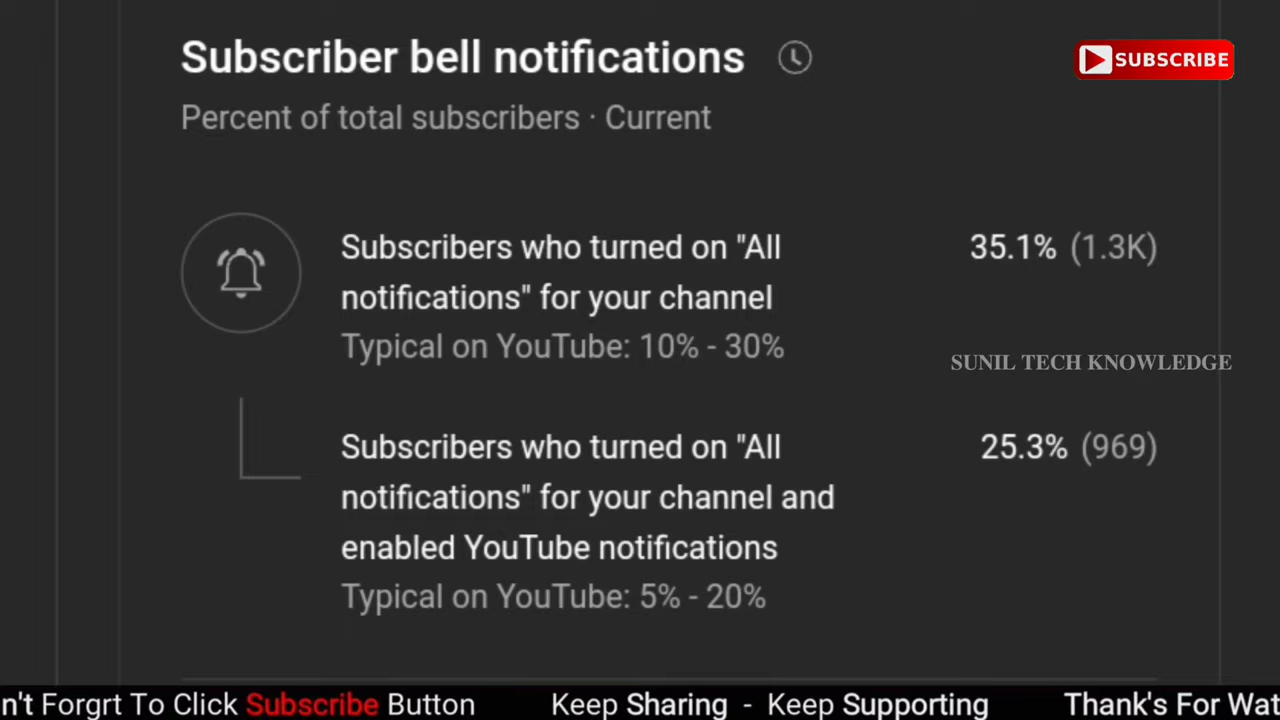 Subscriber bell notifications
SUBSCRIBE
Percent of total subscribers · Current
Subscribers who turned on "All
notifications" for your channel
35.1% (1.3K)
Typical on YouTube: 10% - 30%
SUNIL TECH KNOWLEDGE
Subscribers who turned on "All
notifications" for your channel and
enabled YouTube notifications
25.3% (969)
Typical on YouTube: 5% - 20%
n't Forgrt To Click Subscribe Button Keep Sharing - Keep Supporting Thank's For Wat